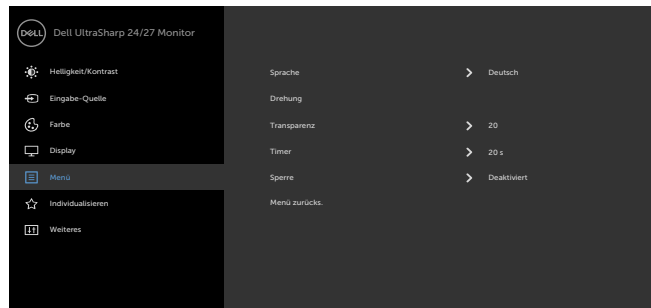 DELL Dell UltraSharp 24/27 Monitor
Helligkeit/Kontrast
Eingabe-Quelle
Farbe
Display
Menü
Individualisieren
Weiteres
Sprache Deutsch
Drehung
Transparenz 20
Timer 20 s
Sperre Deaktiviert
Menü zurücks.